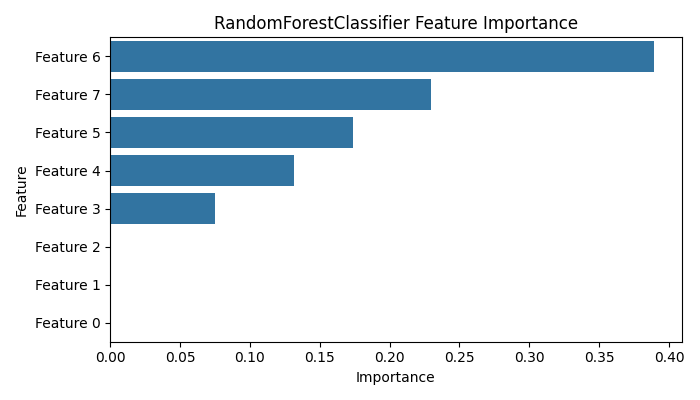 RandomForestClassifier Feature Importance
Feature 6
Feature 7
Feature 5
Feature 4
Feature 3
Feature 2
Feature 1
Feature 0
Feature
0.00 0.05 0.10 0.15 0.20 0.25 0.30 0.35 0.40
Importance